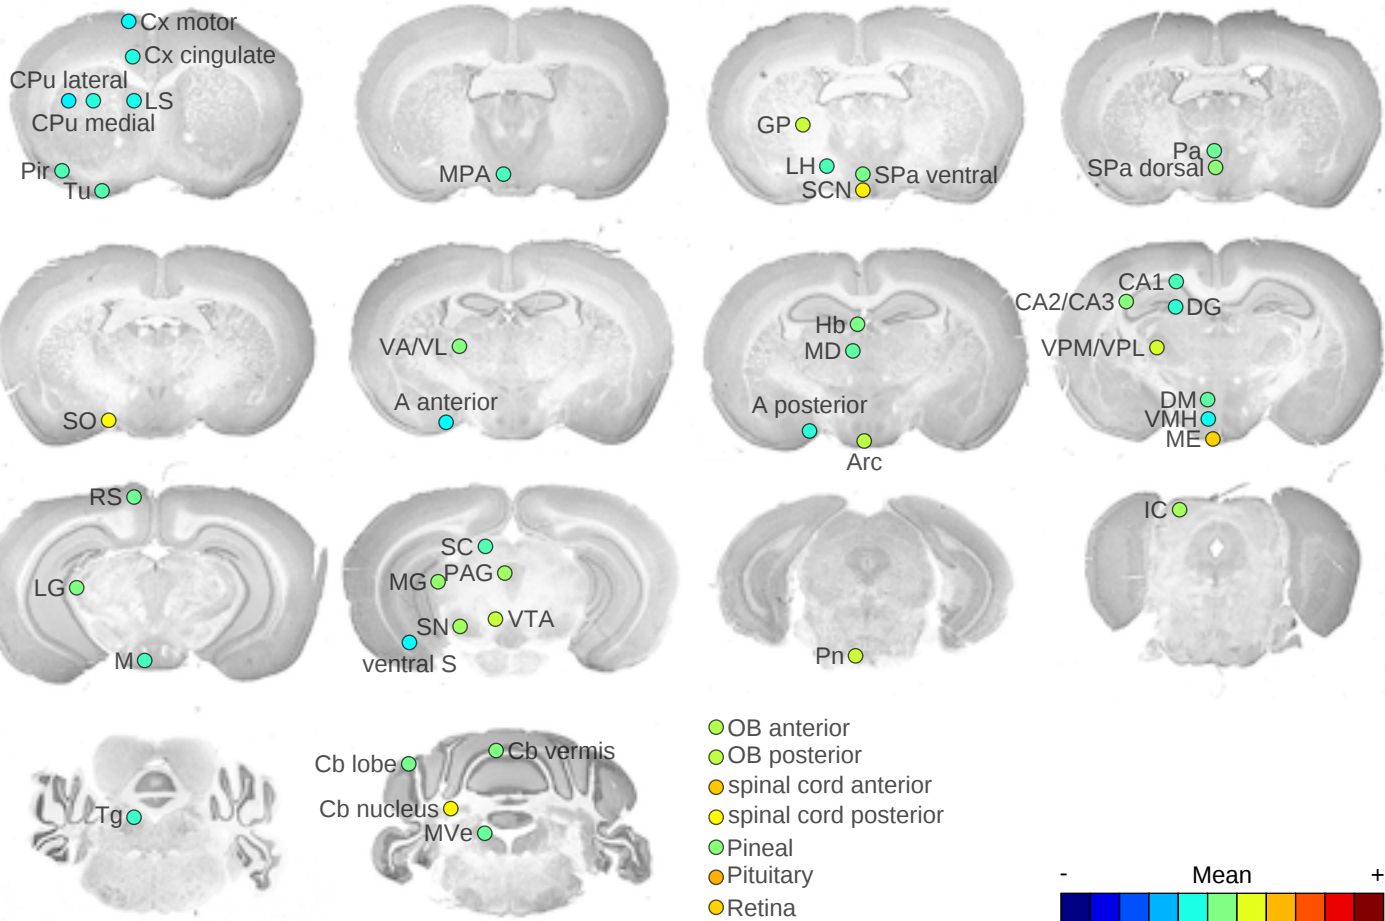 Cx motor
Cx cingulate
CPu lateral
LS
CPu medial
Pir
Tu
MPA
GP
LH
SPa ventral
SCN
Pa
SPa dorsal
SO
VA/VL
A anterior
Hb
MD
A posterior
Arc
CA1
CA2/CA3
DG
VPM/VPL
DM
VMH
ME
RS
LG
M
SC
MG
PAG
SN
VTA
ventral S
Pn
IC
Tg
Cb lobe
Cb vermis
Cb nucleus
MVe
OB anterior
OB posterior
spinal cord anterior
spinal cord posterior
Pineal
Pituitary
Retina
- Mean +